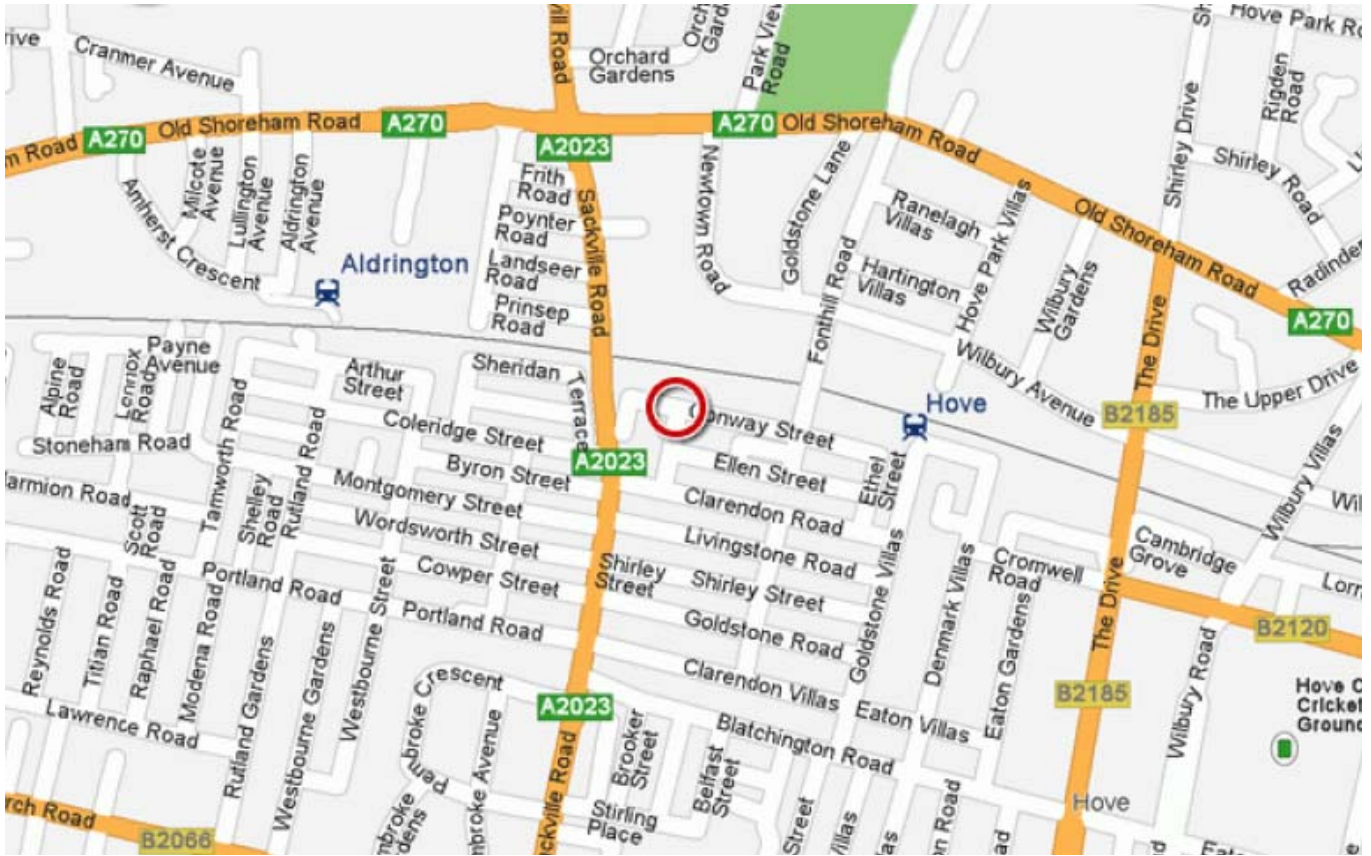 Cranmer Avenue
Orchard
Gardens
Park View
Road
Hove Park
Rigden
Road
A270
Old Shoreham Road
A270
A2023
A270
Old Shoreham Road
Shirley Drive
Shirley Road
Milcote
Avenue
Lullington
Avenue
Aldrington
Avenue
Amherst Crescent
Frith
Road
Poynter
Road
Landseer
Road
Prinsep
Road
Sackville Road
Newtown Road
Goldstone Lane
Fonthill Road
Ranelagh
Villas
Hartington
Villas
Hove Park Villas
Wilbury
Gardens
Old Shoreham Road
A270
Aldrington
Payne
Avenue
Alpine
Road
Lennox
Road
Stoneham Road
Tamworth Road
Arthur
Street
Sheridan
Terrace
Coleridge Street
Byron Street
A2023
Conway Street
Ellen Street
Hove
Wilbury Avenue
The Drive
B2185
The Upper Drive
Wilbury Villas
Scott
Road
Shelley
Road
Rutland Road
Montgomery Street
Wordsworth Street
Cowper Street
Clarendon Road
Ethel
Street
Livingstone Road
Shirley
Street
Shirley Street
Goldstone Road
Goldstone Villas
Denmark Villas
Cromwell
Road
Cambridge
Grove
B2120
Reynolds Road
Titian Road
Raphael Road
Modena Road
Portland Road
Portland Road
Rutland Gardens
Westbourne Gardens
Westbourne Street
Lawrence Road
Clarendon Villas
Eaton Villas
Eaton Gardens
The Drive
B2185
Wilbury Road
Pembroke Crescent
A2023
Blatchington Road
Brooker
Street
Belfast
Street
Stirling
Place
Hove
B2066